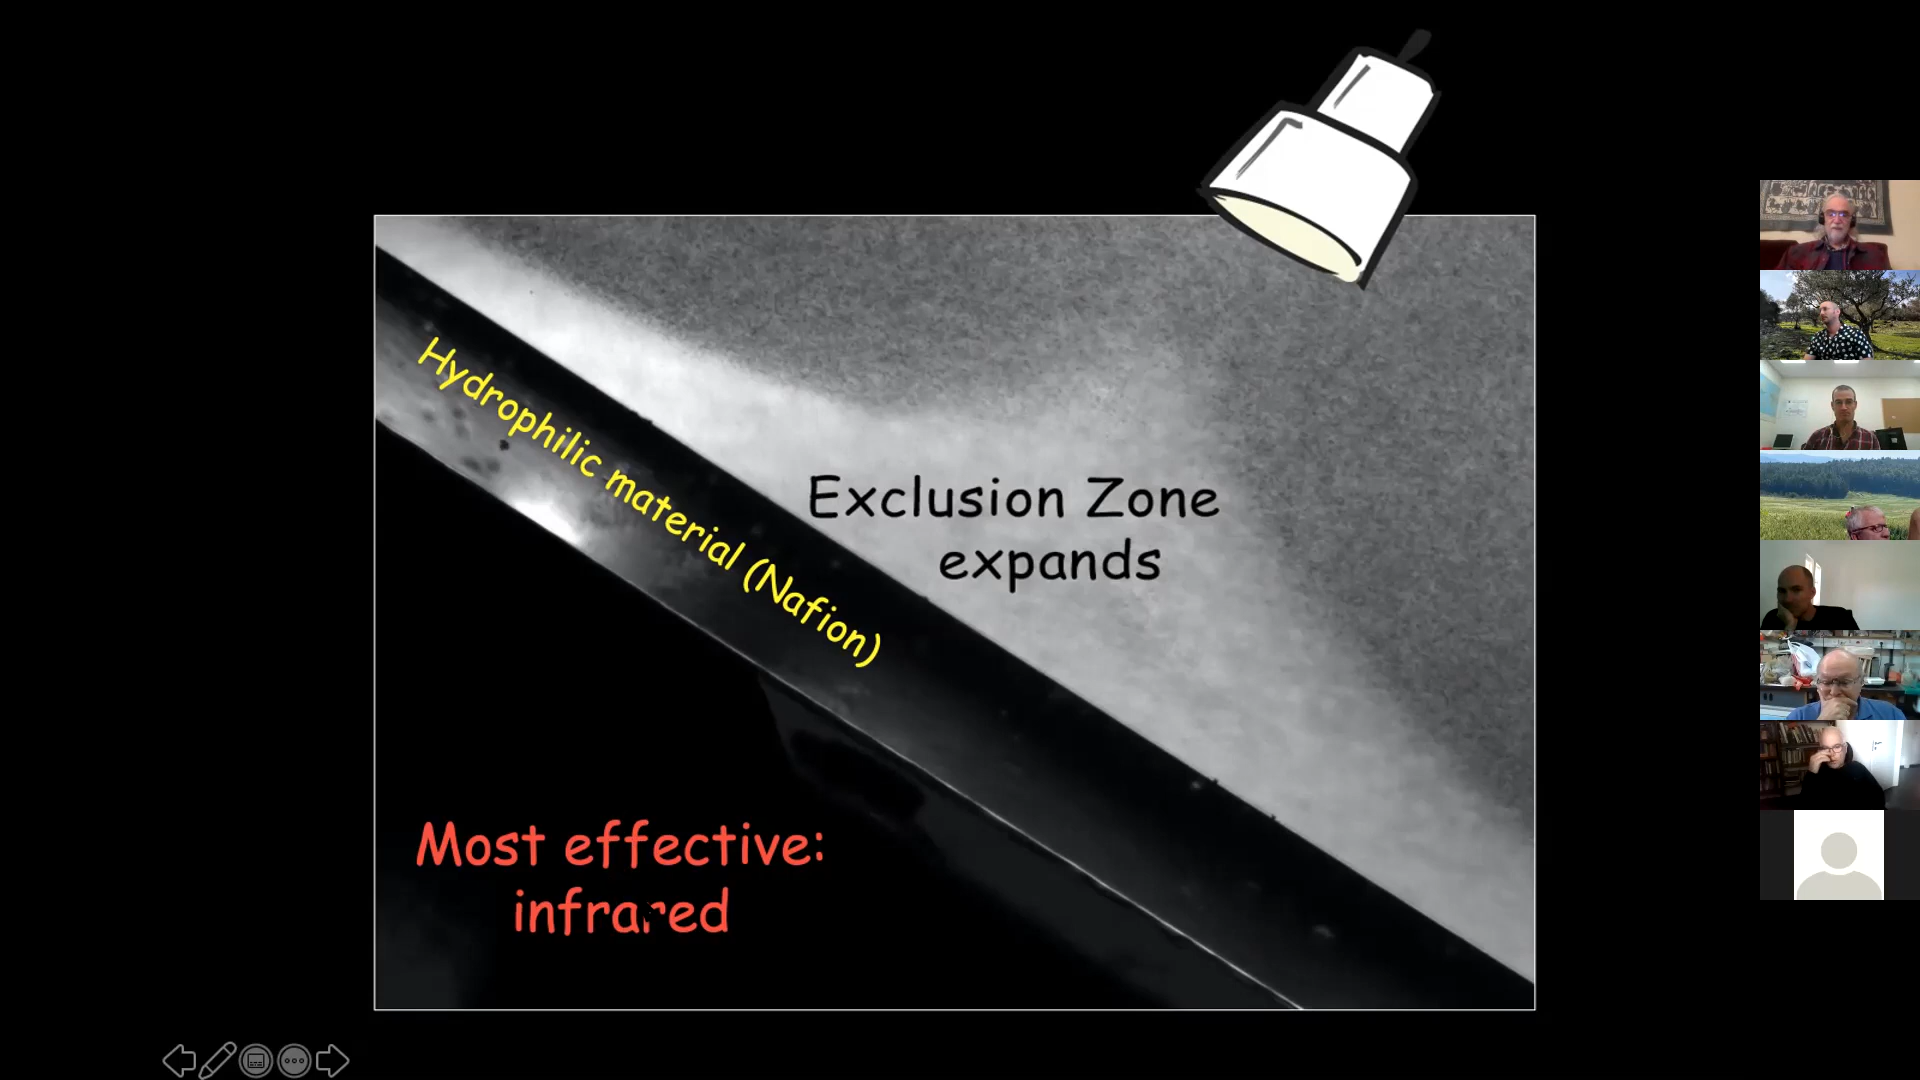 Hydrophilic material (Nafion)
Exclusion Zone
expands
Most effective:
infrared